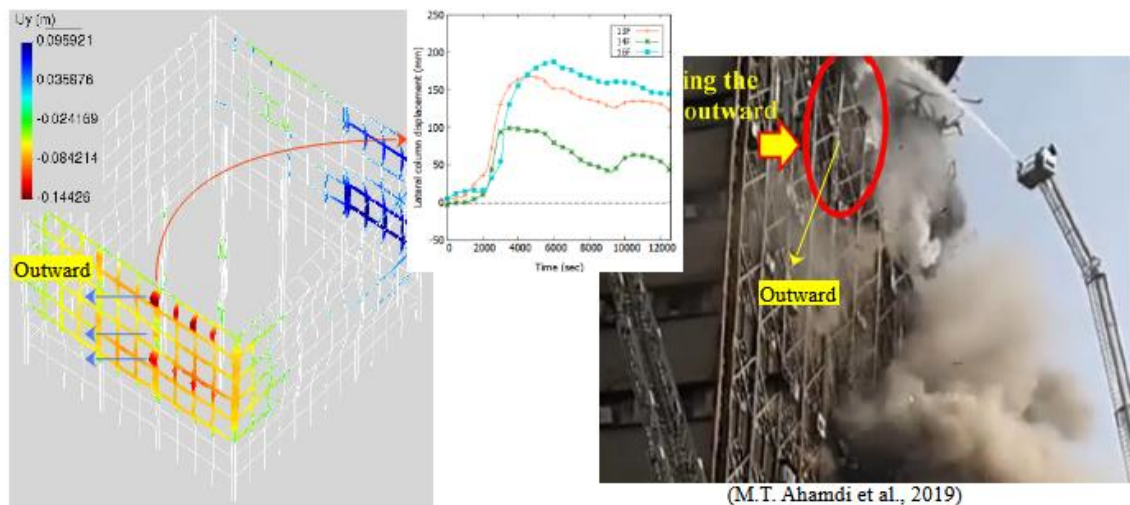 Uy (m)
0.095921
0.035876
-0.024169
-0.084214
-0.14426
Outward
250
200
150
100
50
0
-50
0
2000
4000
6000
8000
10000
12000
Lateral column displacement (mm)
Time (sec)
14F
16F
ing the
outward
Outward
(M.T. Ahamdi et al., 2019)